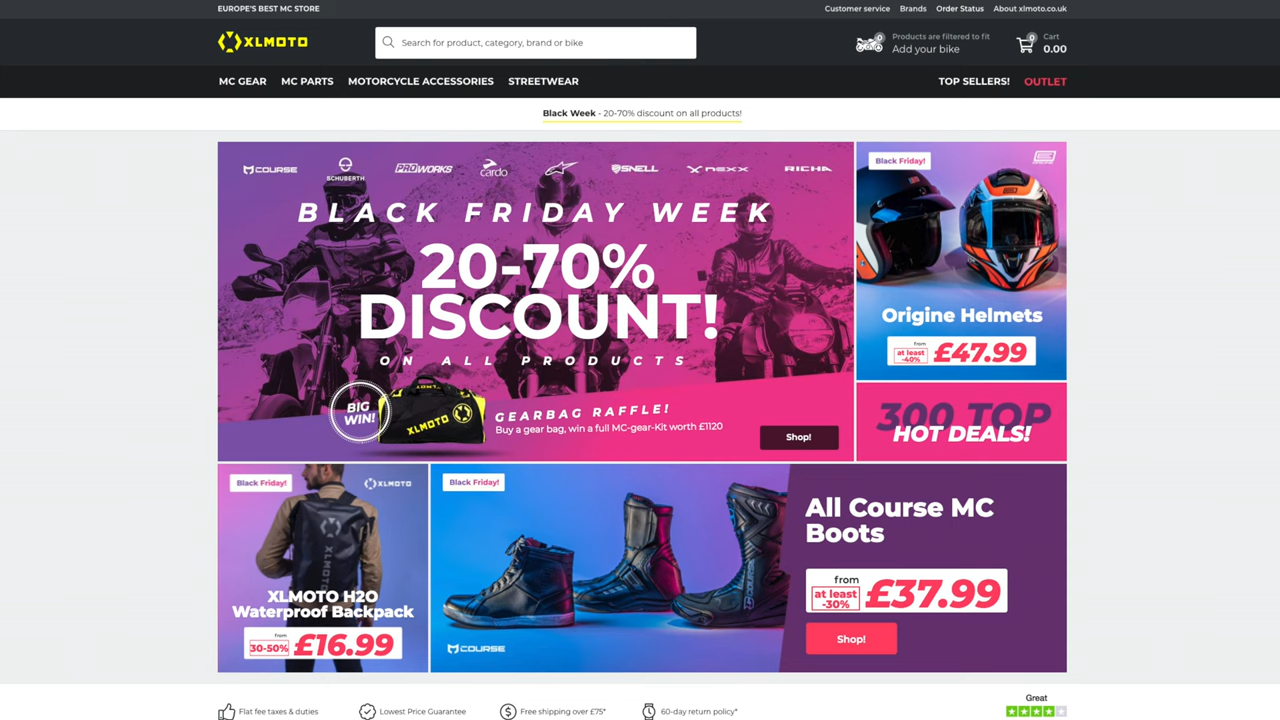 EUROPE'S BEST MC STORE
Customer service Brands Order Status About xlmoto.co.uk
XLMOTO
Search for product, category, brand or bike
0
Products are filtered to fit
Add your bike
0
Cart
0.00
MC GEAR MC PARTS MOTORCYCLE ACCESSORIES STREETWEAR
TOP SELLERS! OUTLET
Black Week - 20-70% discount on all products!
COURSE SCHUBERTH PROWORKS cardo SNELL NEXX RICHA
BLACK FRIDAY WEEK
20-70%
DISCOUNT!
ON ALL PRODUCTS
BIG
WIN!
XLMOTO
GEARBAG RAFFLE!
Buy a gear bag, win a full MC-gear-Kit worth £1120
Shop!
Black Friday!
Origine Helmets
from
at least
-40%
£47.99
300 TOP
HOT DEALS!
Black Friday!
XLMOTO
XLMOTO
XLMOTO H2O
Waterproof Backpack
from
30-50%
£16.99
Black Friday!
COURSE
COURSE
All Course MC
Boots
from
at least
-30%
£37.99
Shop!
Flat fee taxes & duties
Lowest Price Guarantee
Free shipping over £75*
60-day return policy*
Great